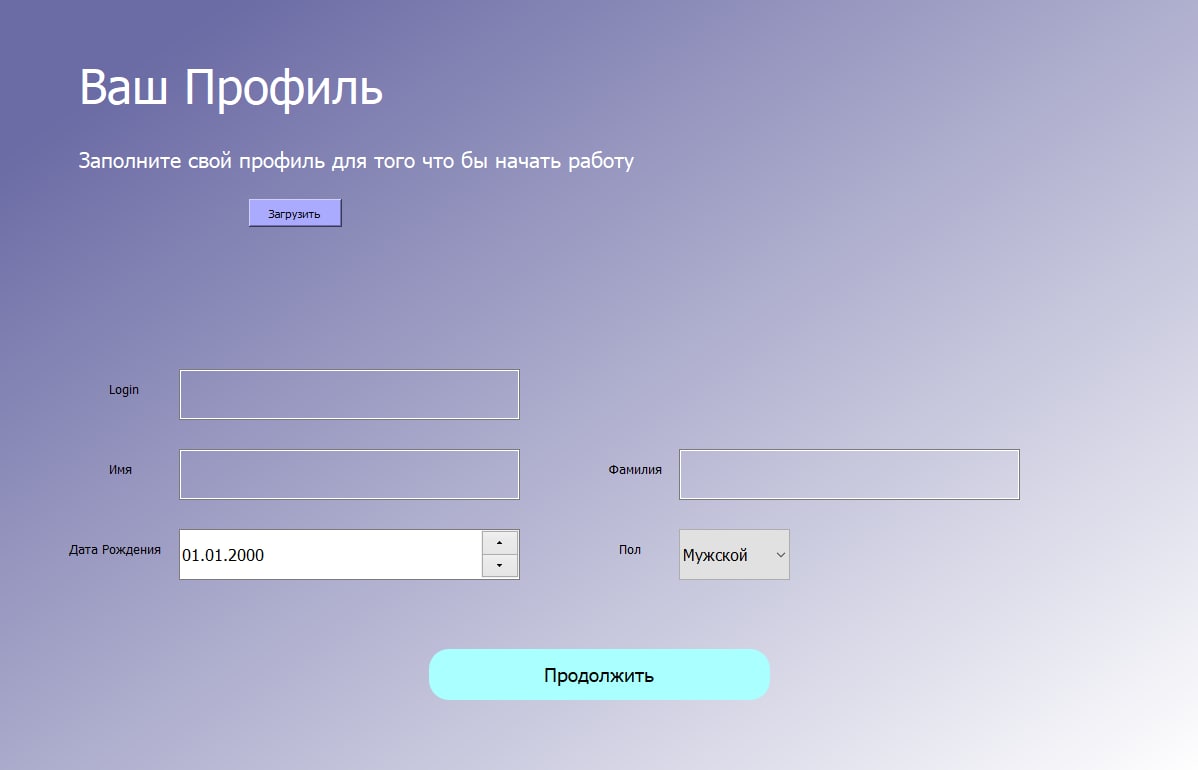 Ваш Профиль
Заполните свой профиль для того что бы начать работу
Загрузить
Login
Имя
Фамилия
Дата Рождения
01.01.2000
Пол
Мужской
Продолжить